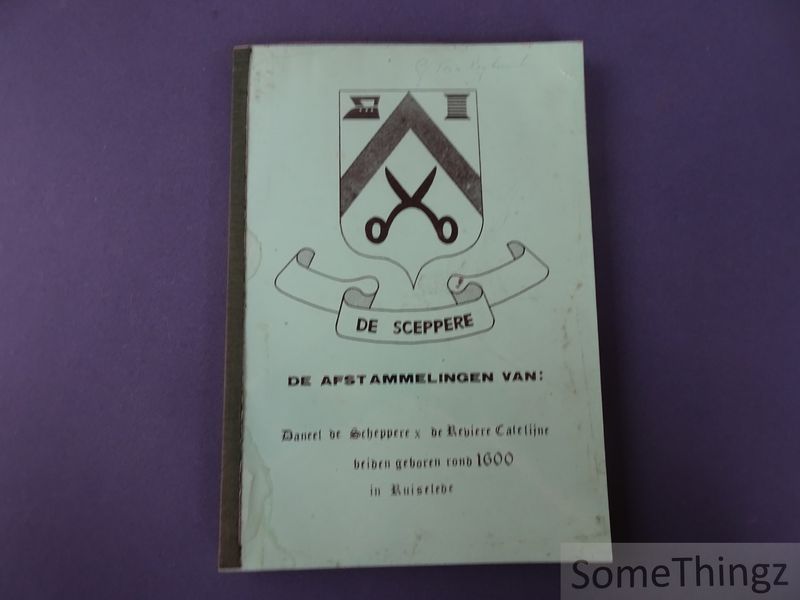 DE SCEPPERE
DE AFSTAMMELINGEN VAN:
Daneel de Scheppere x de Reviere Catelijne
beiden geboren rond 1600
in Ruiselede
SomeThingz